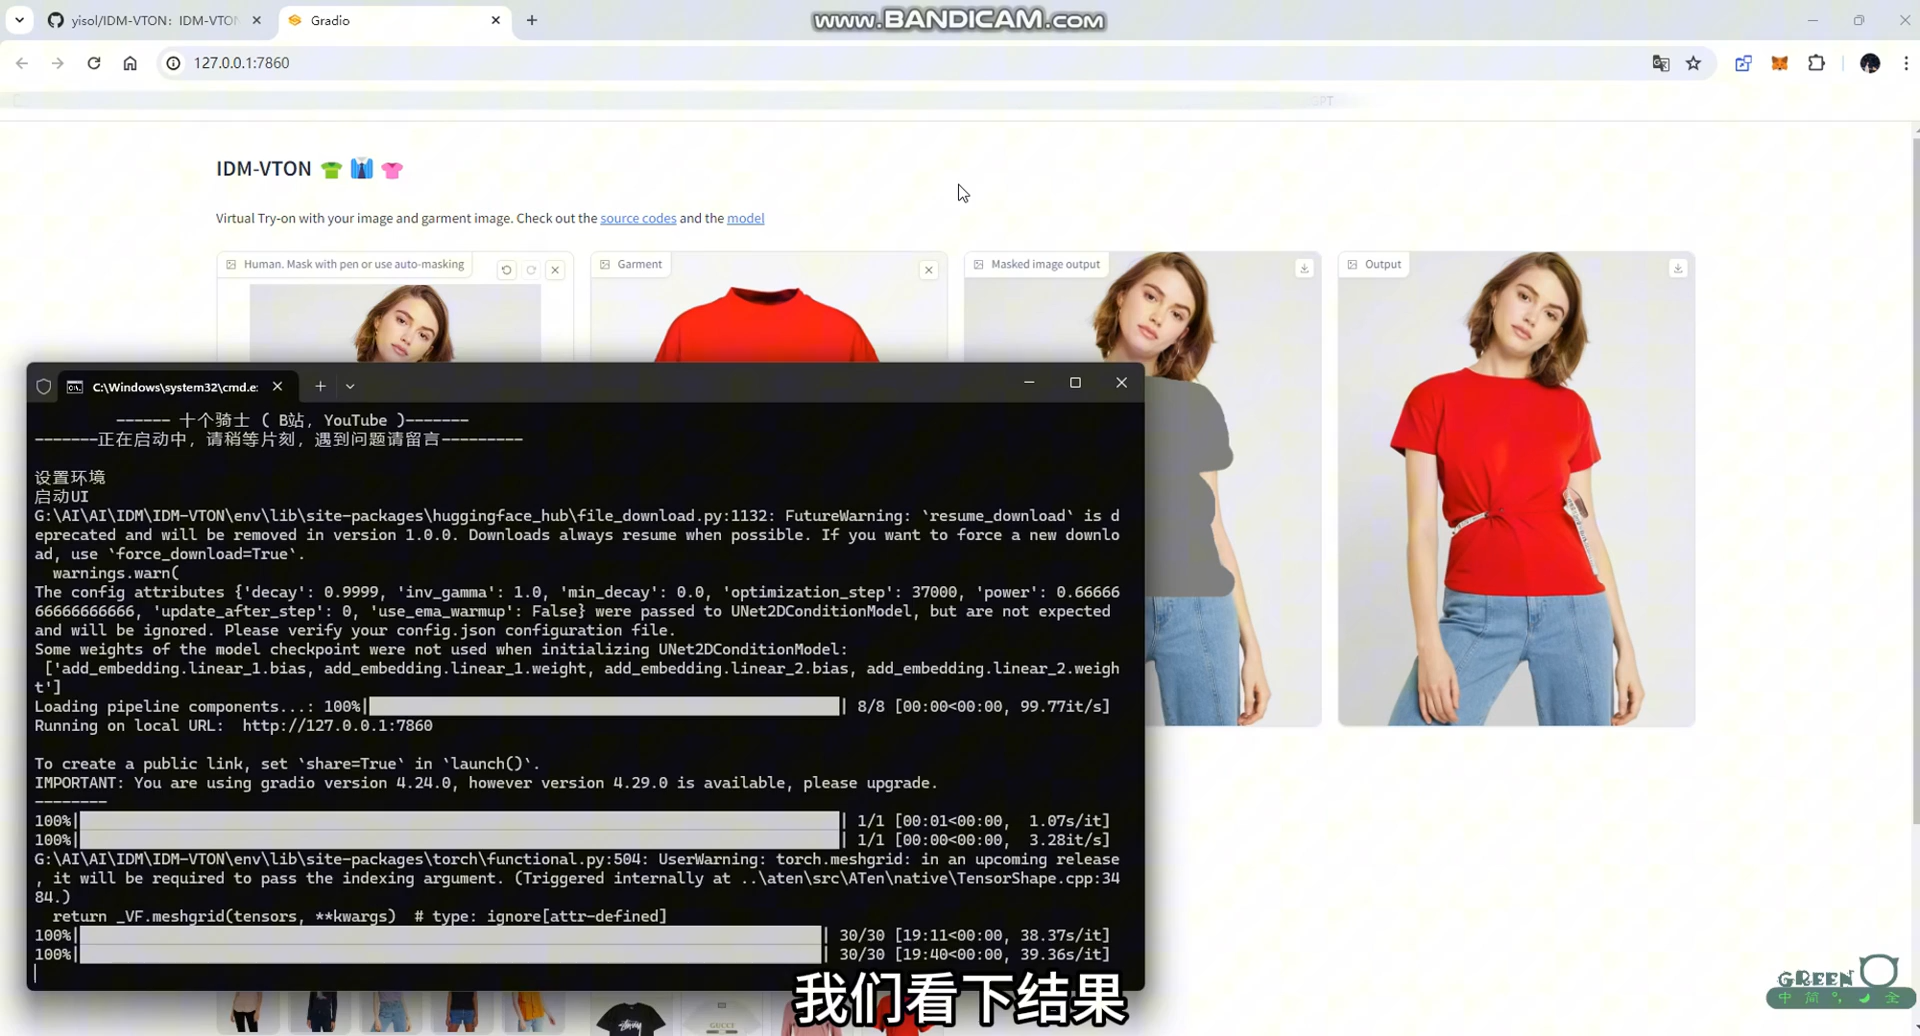 yisol/IDM-VTON: IDM-VTON
Gradio
www.BANDICAM.com
127.0.0.1:7860
IDM-VTON
Virtual Try-on with your image and garment image. Check out the source codes and the model
Human. Mask with pen or use auto-masking
Garment
Masked image output
Output
C:\Windows\system32\cmd.e:
------ 十个骑士 ( B站, YouTube )-------
-------正在启动中, 请稍等片刻, 遇到问题请留言---------
设置环境
启动UI
G:\AI\AI\IDM\IDM-VTON\env\lib\site-packages\huggingface_hub\file_download.py:1132: FutureWarning: `resume_download` is d
eprecated and will be removed in version 1.0.0. Downloads always resume when possible. If you want to force a new downlo
ad, use `force_download=True`.
warnings.warn(
The config attributes {'decay': 0.9999, 'inv_gamma': 1.0, 'min_decay': 0.0, 'optimization_step': 37000, 'power': 0.66666
66666666666, 'update_after_step': 0, 'use_ema_warmup': False} were passed to UNet2DConditionModel, but are not expected
and will be ignored. Please verify your config.json configuration file.
Some weights of the model checkpoint were not used when initializing UNet2DConditionModel:
['add_embedding.linear_1.bias, add_embedding.linear_1.weight, add_embedding.linear_2.bias, add_embedding.linear_2.weigh
t']
Loading pipeline components...: 100%| | 8/8 [00:00<00:00, 99.77it/s]
Running on local URL: http://127.0.0.1:7860
To create a public link, set `share=True` in `launch()`.
IMPORTANT: You are using gradio version 4.24.0, however version 4.29.0 is available, please upgrade.
--------
100%| | 1/1 [00:01<00:00, 1.07s/it]
100%| | 1/1 [00:00<00:00, 3.28it/s]
G:\AI\AI\IDM\IDM-VTON\env\lib\site-packages\torch\functional.py:504: UserWarning: torch.meshgrid: in an upcoming release
, it will be required to pass the indexing argument. (Triggered internally at ..\aten\src\ATen\native\TensorShape.cpp:34
84.)
return _VF.meshgrid(tensors, **kwargs) # type: ignore[attr-defined]
100%| | 30/30 [19:11<00:00, 38.37s/it]
100%| | 30/30 [19:40<00:00, 39.36s/it]
我们看下结果
GREEN
中 简 °, 全